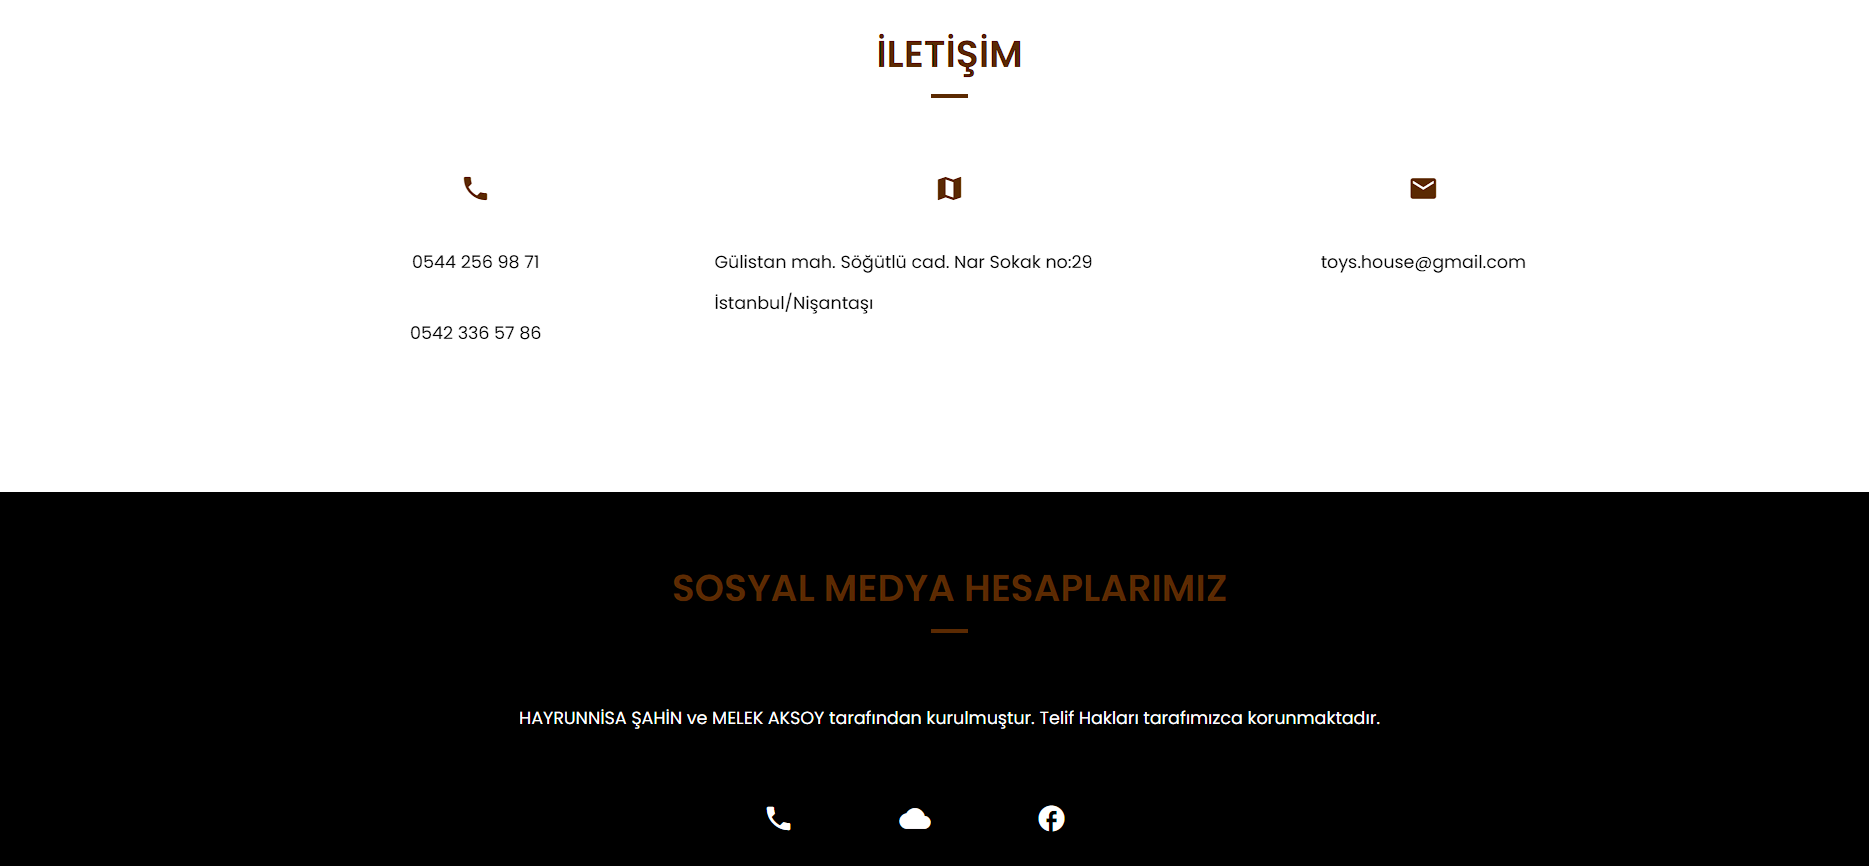 İLETİŞİM
0544 256 98 71
0542 336 57 86
Gülistan mah. Söğütlü cad. Nar Sokak no:29
İstanbul/Nişantaşı
toys.house@gmail.com
SOSYAL MEDYA HESAPLARIMIZ
HAYRUNNİSA ŞAHİN ve MELEK AKSOY tarafından kurulmuştur. Telif Hakları tarafımızca korunmaktadır.